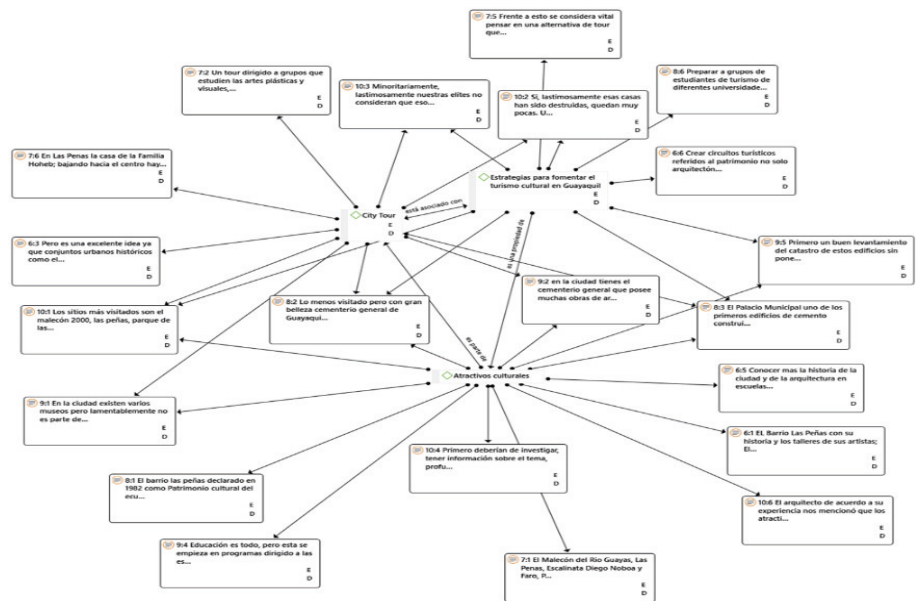 7:5 Frente a esto se considera vital
pensar en una alternativa de tour
que...
E
D
7:2 Un tour dirigido a grupos que
estudien las artes plásticas y
visuales,...
E
D
10:3 Minoritariamente,
lastimosamente nuestras elites no
consideran que eso...
E
D
10:2 Si, lastimosamente esas casas
han sido destruidas, quedan muy
pocas. U...
E
D
8:6 Preparar a grupos de
estudiantes de turismo de
diferentes universidade...
E
D
7:6 En Las Penas la casa de la Familia
Hoheb; bajando hacia el centro hay...
E
D
6:6 Crear circuitos turísticos
referidos al patrimonio no solo
arquitectón...
E
D
Estrategias para fomentar el
turismo cultural en Guayaquil
E
D
está asociado con
City Tour
E
D
6:3 Pero es una excelente idea ya
que conjuntos urbanos históricos
como el...
E
D
es una propiedad de
9:5 Primero un buen levantamiento
del catastro de estos edificios sin
pone...
E
D
10:1 Los sitios más visitados son el
malecón 2000, las peñas, parque de
las...
E
D
8:2 Lo menos visitado pero con gran
belleza cementerio general de
Guayaqui...
E
D
9:2 en la ciudad tienes el
cementerio general que posee
muchas obras de ar...
E
D
8:3 El Palacio Municipal uno de los
primeros edificios de cemento
construi...
E
D
es parte de
Atractivos culturales
6:5 Conocer mas la historia de la
ciudad y de la arquitectura en
escuelas...
E
D
9:1 En la ciudad existen varios
museos pero lamentablemente no
es parte de...
E
D
6:1 EL Barrio Las Peñas con su
historia y los talleres de sus artistas;
El...
E
D
10:4 Primero deberían de investigar,
tener información sobre el tema,
profu...
E
D
8:1 El barrio las peñas declarado en
1982 como Patrimonio cultural del
ecu...
E
D
10:6 El arquitecto de acuerdo a su
experiencia nos mencionó que los
atracti...
E
D
9:4 Educación es todo, pero esta se
empieza en programas dirigido a las
es...
E
D
7:1 El Malecón del Rio Guayas, Las
Penas, Escalinata Diego Noboa y
Faro, P...
E
D